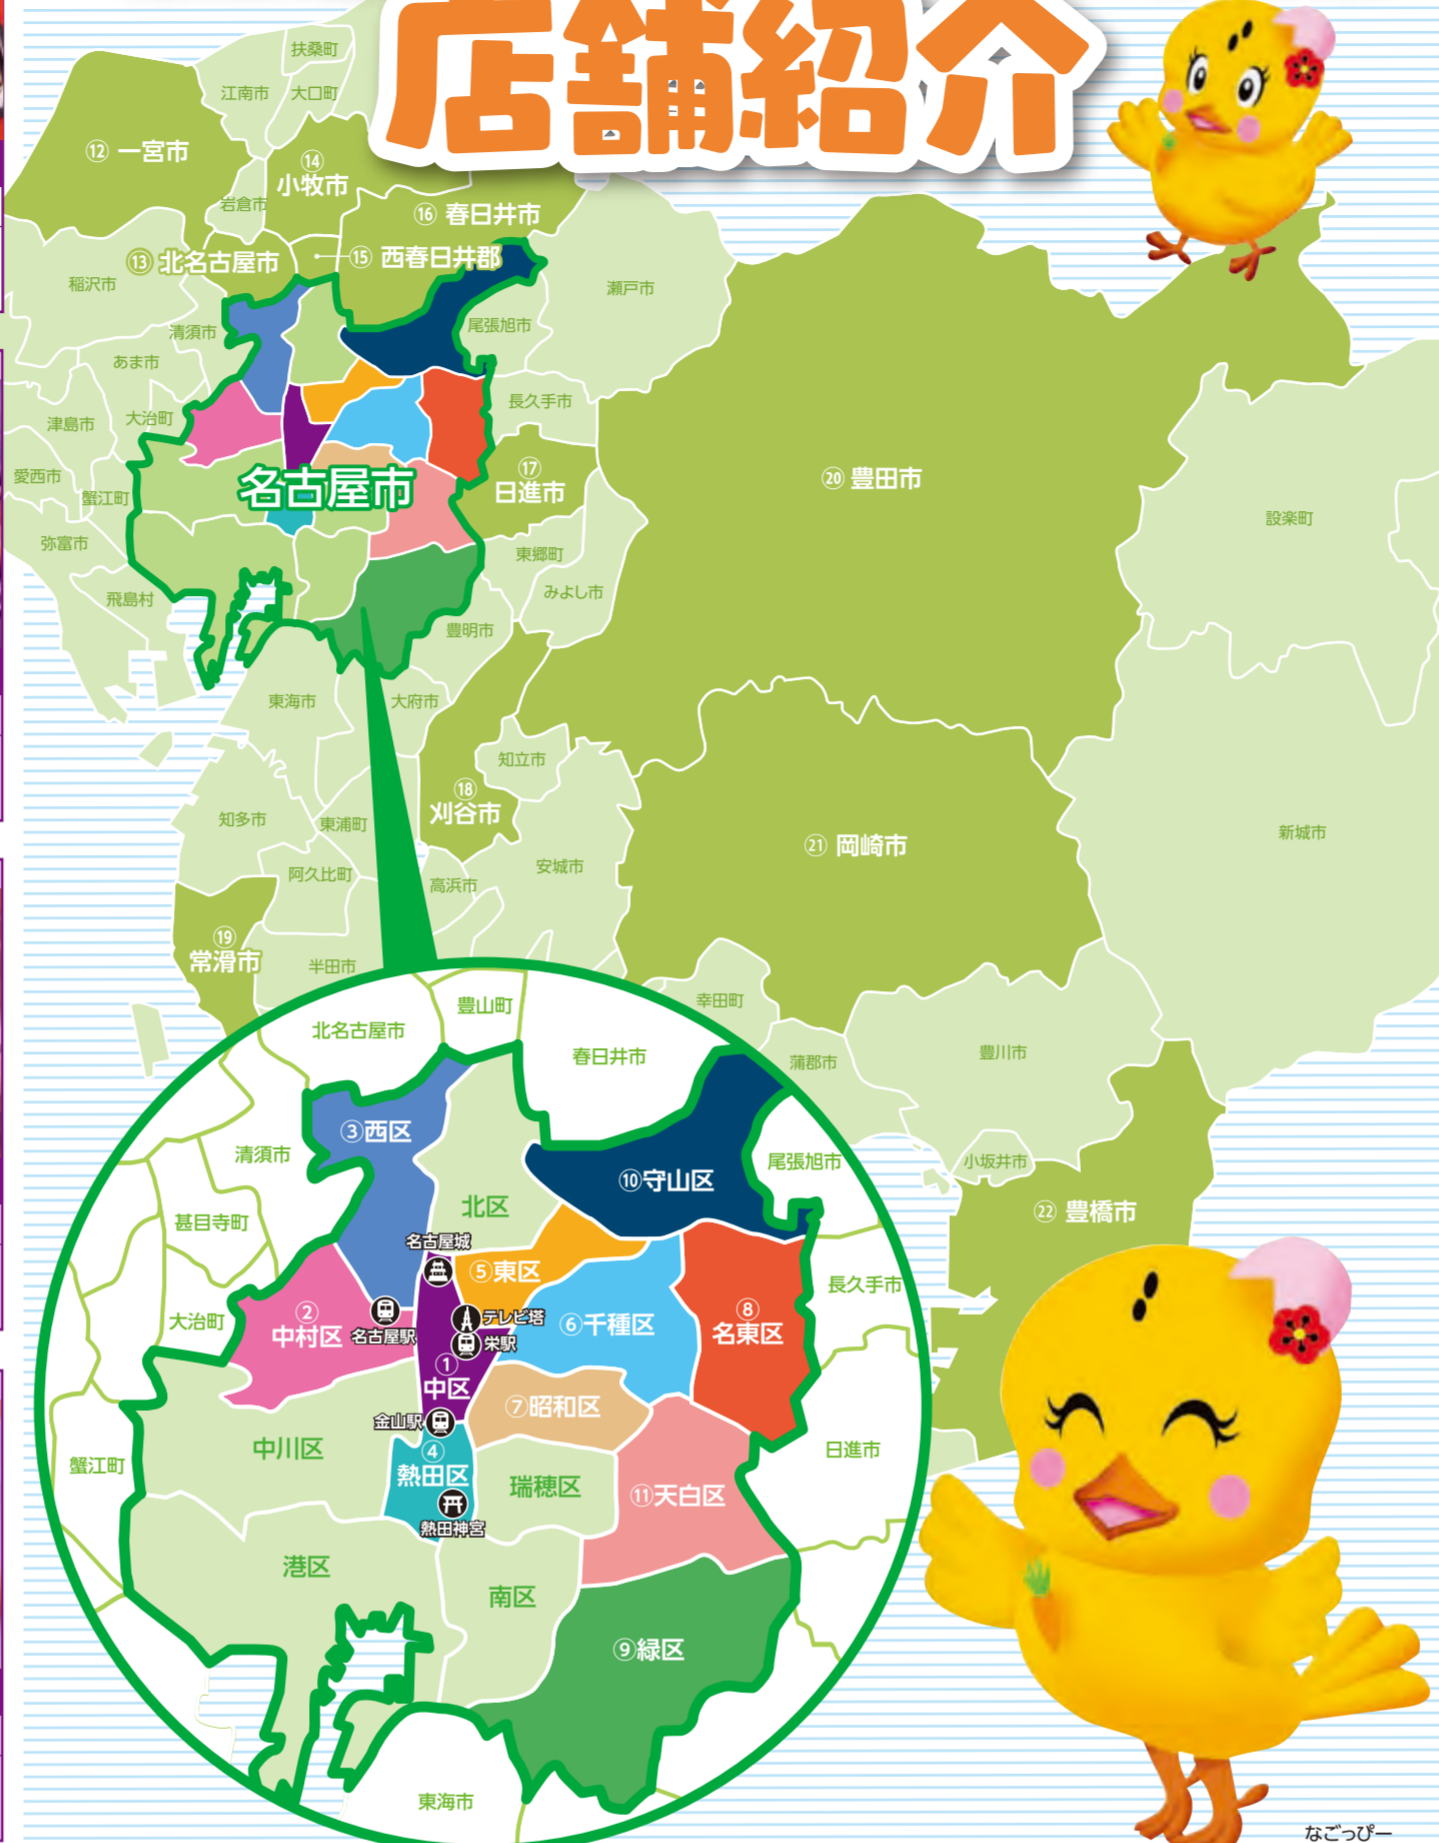 店舗紹介
扶桑町
江南市
大口町
⑫ 一宮市
⑭
小牧市
岩倉市
⑯ 春日井市
⑬ 北名古屋市
⑮ 西春日井郡
稲沢市
瀬戸市
清須市
尾張旭市
あま市
長久手市
津島市
大治町
愛西市
蟹江町
名古屋市
⑰
日進市
⑳ 豊田市
設楽町
弥富市
東郷町
みよし市
飛島村
豊明市
東海市
大府市
知立市
⑱
刈谷市
知多市
東浦町
㉑ 岡崎市
新城市
阿久比町
高浜市
安城市
⑲
常滑市
半田市
幸田町
蒲郡市
豊川市
小坂井市
㉒ 豊橋市
豊山町
北名古屋市
春日井市
③西区
清須市
⑩守山区
尾張旭市
北区
甚目寺町
名古屋城
⑤東区
長久手市
大治町
②
中村区
名古屋駅
テレビ塔
栄駅
⑥千種区
⑧
名東区
①
中区
⑦昭和区
金山駅
中川区
④
熱田区
日進市
蟹江町
瑞穂区
⑪天白区
熱田神宮
港区
南区
⑨緑区
東海市
なごっぴー